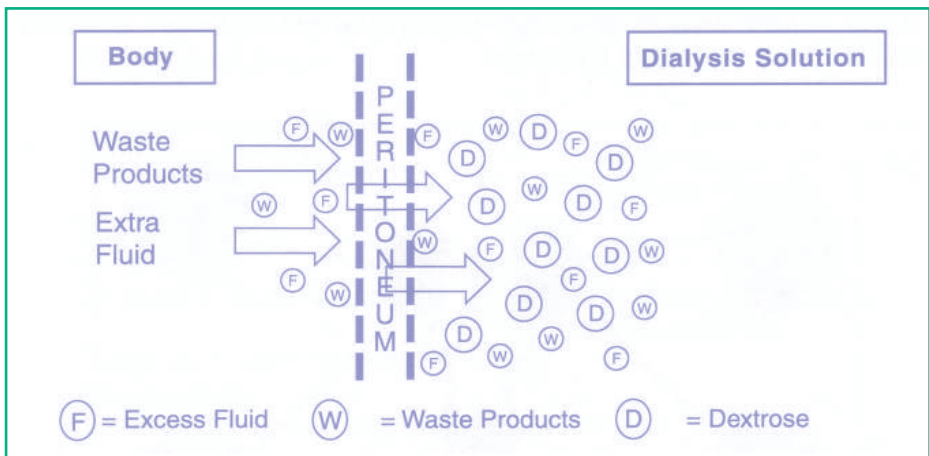 Body
Dialysis Solution
Waste
Products
Extra
Fluid
PERITONEUM
F
W
F
W
D
F
W
D
W
F
D
W
D
D
F
W
F
D
D
W
F
W
F
D
D
W
D
W
W
F
F
F = Excess Fluid
W = Waste Products
D = Dextrose